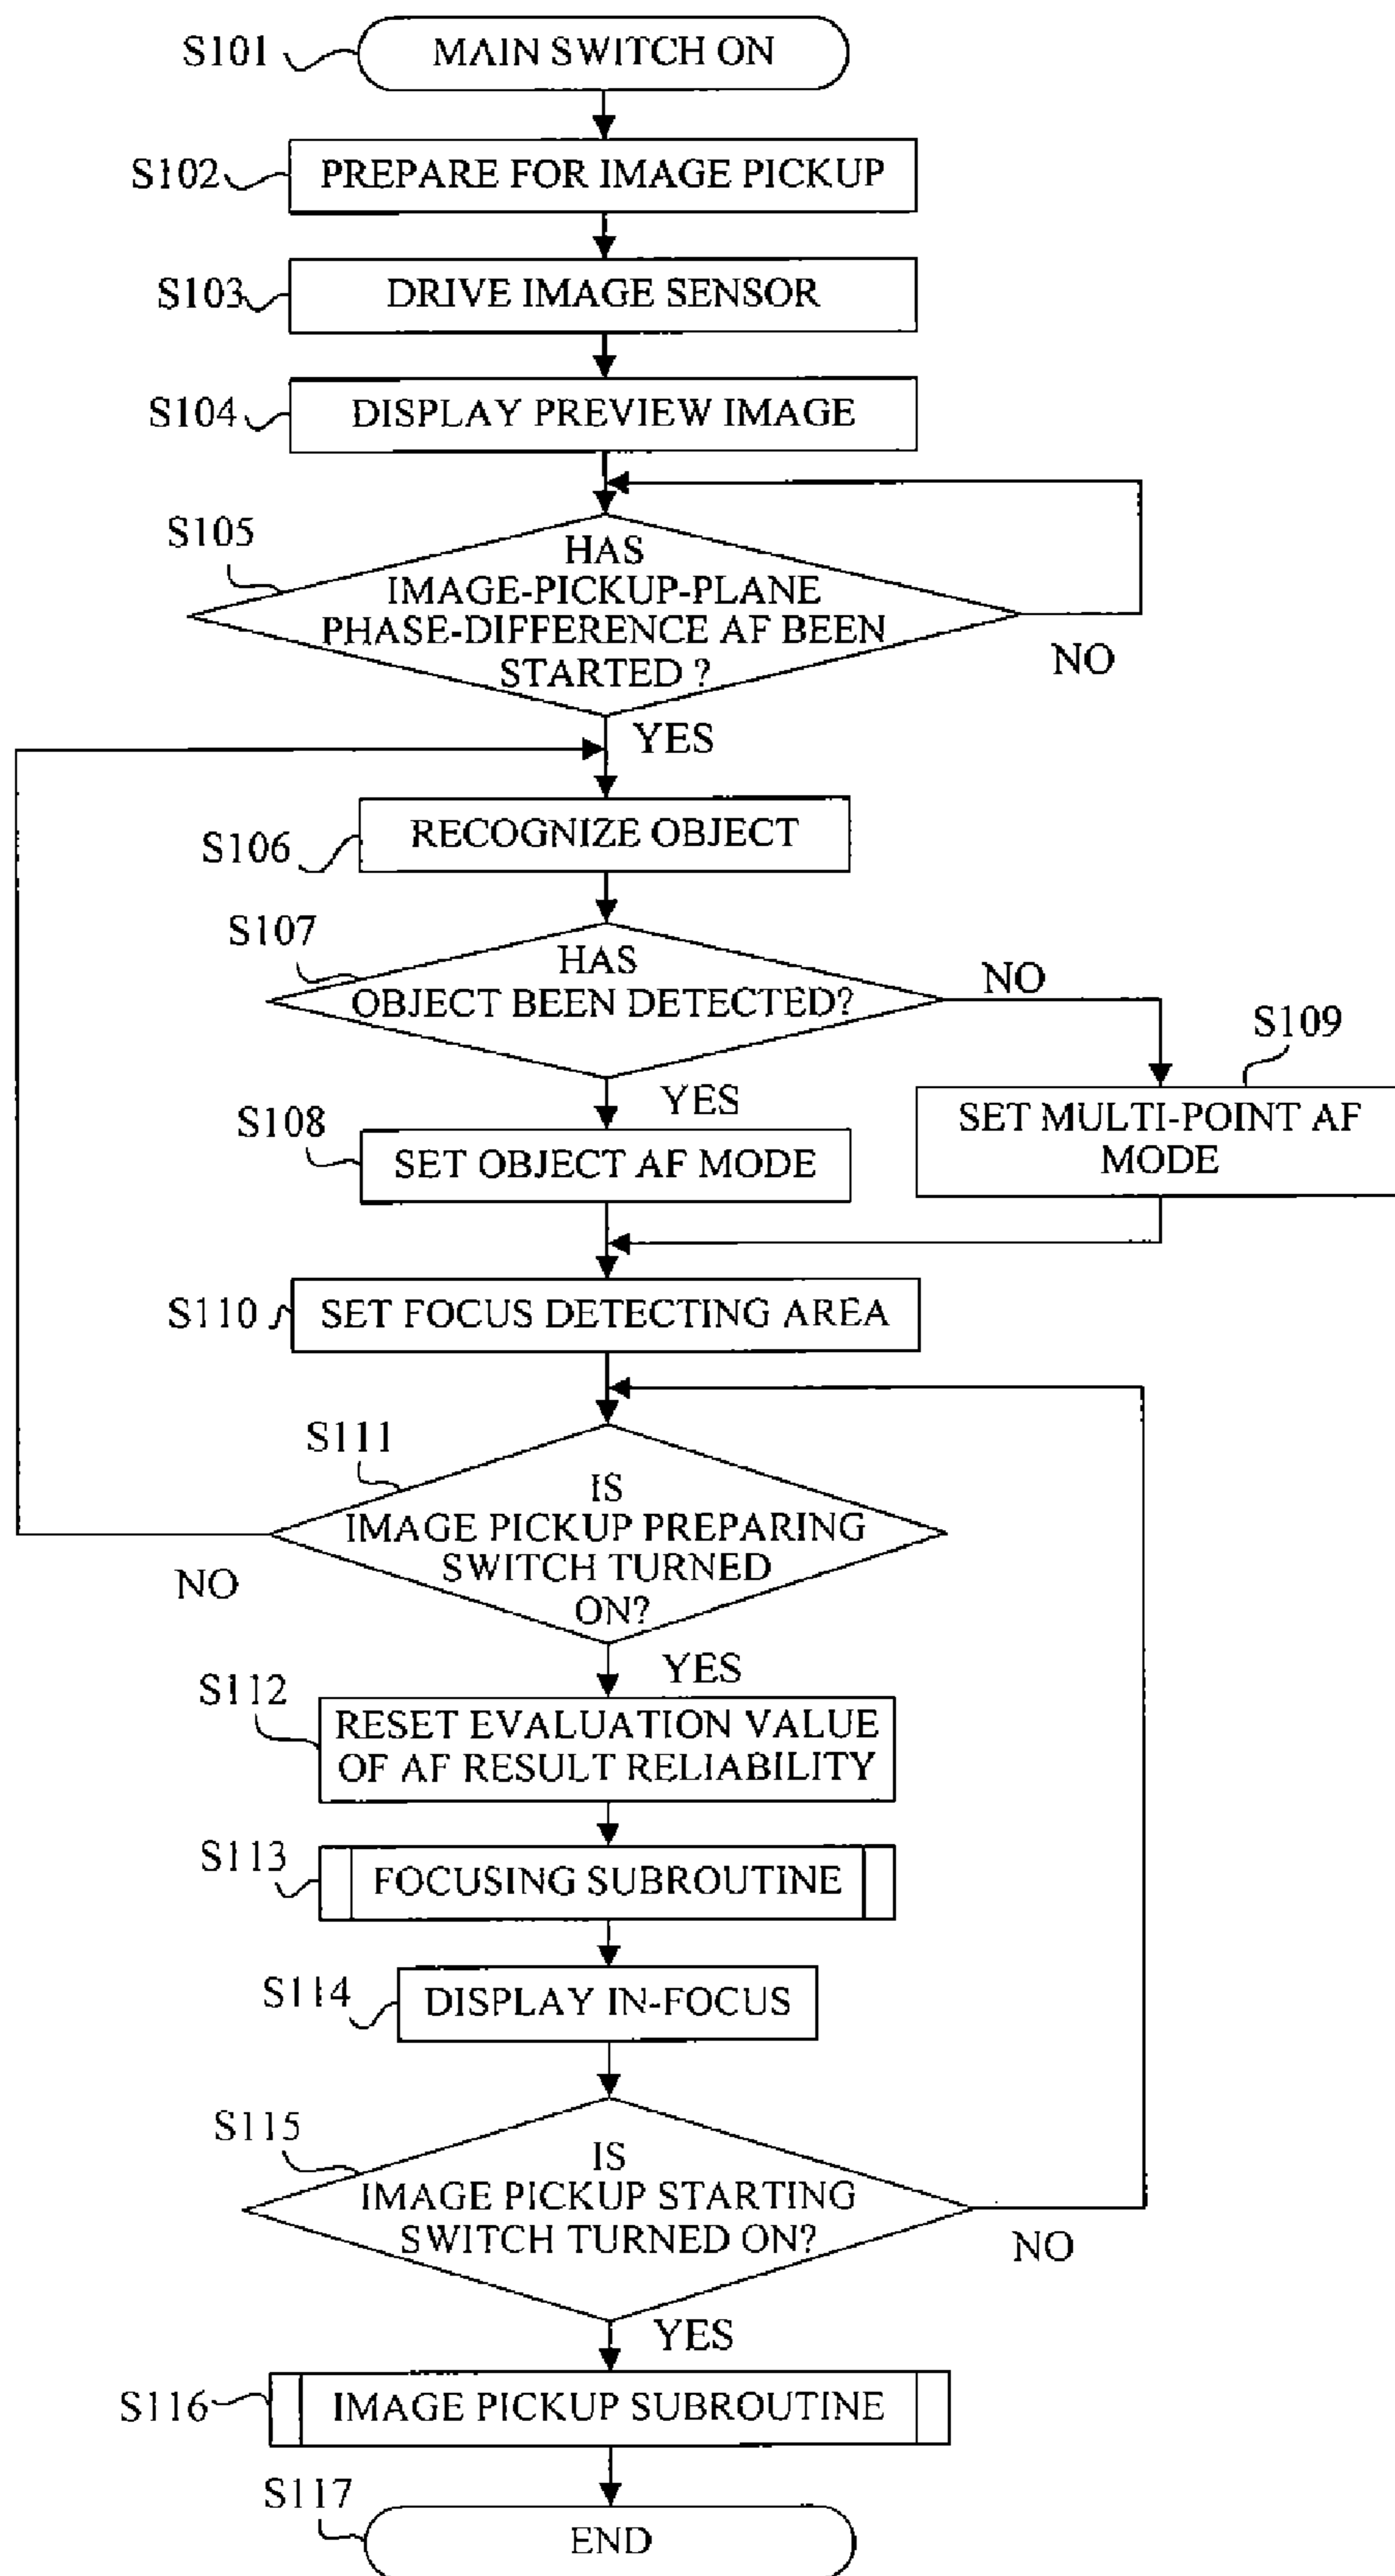 S101
MAIN SWITCH ON
S102
PREPARE FOR IMAGE PICKUP
S103
DRIVE IMAGE SENSOR
S104
DISPLAY PREVIEW IMAGE
S105
HAS
IMAGE-PICKUP-PLANE
PHASE-DIFFERENCE AF BEEN
STARTED ?
NO
YES
S106
RECOGNIZE OBJECT
S107
HAS
OBJECT BEEN DETECTED?
NO
YES
S108
SET OBJECT AF MODE
S109
SET MULTI-POINT AF
MODE
S110
SET FOCUS DETECTING AREA
S111
IS
IMAGE PICKUP PREPARING
SWITCH TURNED
ON?
NO
YES
S112
RESET EVALUATION VALUE
OF AF RESULT RELIABILITY
S113
FOCUSING SUBROUTINE
S114
DISPLAY IN-FOCUS
S115
IS
IMAGE PICKUP STARTING
SWITCH TURNED ON?
NO
YES
S116
IMAGE PICKUP SUBROUTINE
S117
END